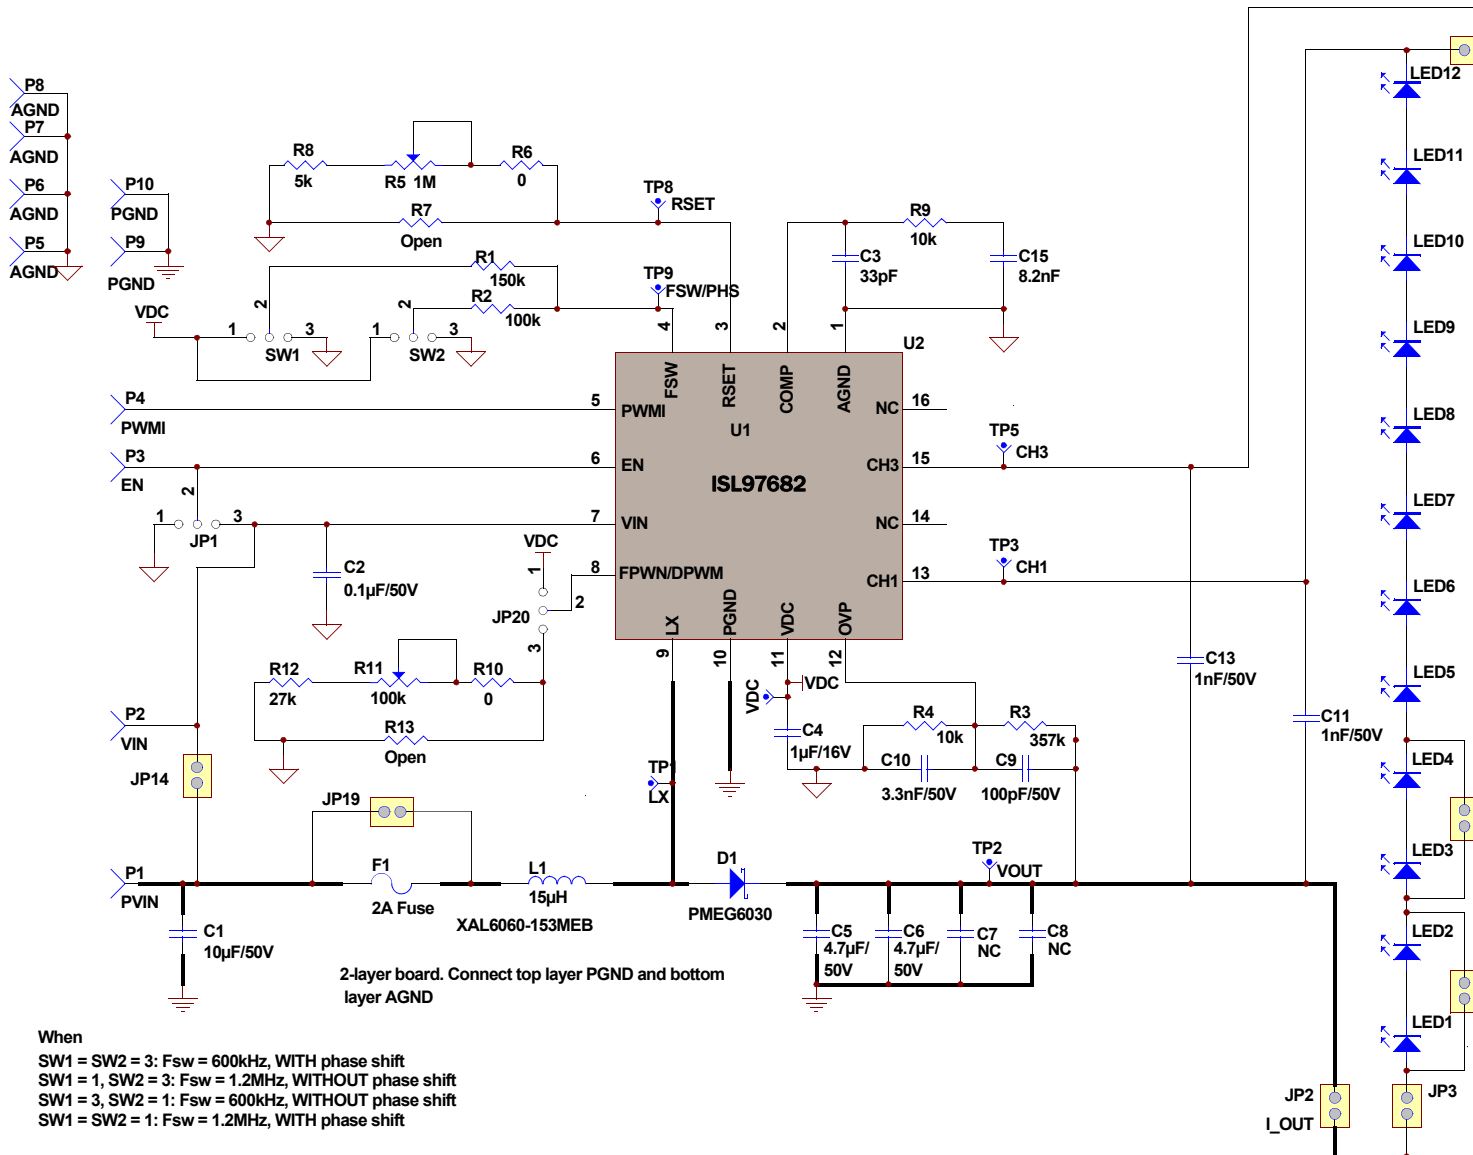 P8
AGND
P7
AGND
P6
AGND
P5
AGND
P10
PGND
P9
PGND
R8
5k
R5 1M
R6
0
R7
Open
TP8
RSET
R1
150k
R2
100k
TP9
FSW/PHS
VDC
1
2
3
SW1
1
2
3
SW2
R9
10k
C3
33pF
C15
8.2nF
4
3
2
1
U2
FSW
RSET
COMP
AGND
U1
ISL97682
P4
PWMI
5
PWMI
P3
EN
6
EN
1
2
3
JP1
7
VIN
8
FPWN/DPWM
NC
16
CH3
15
NC
14
CH1
13
TP5
CH3
TP3
CH1
LX
PGND
VDC
OVP
9
10
11
12
C2
0.1µF/50V
VDC
1
2
3
JP20
R12
27k
R11
100k
R10
0
R13
Open
P2
VIN
JP14
JP19
TP1
LX
VDC
VDC
C4
1µF/16V
R4
10k
R3
357k
C10
3.3nF/50V
C9
100pF/50V
C13
1nF/50V
C11
1nF/50V
P1
PVIN
C1
10µF/50V
F1
2A Fuse
L1
15µH
XAL6060-153MEB
D1
PMEG6030
TP2
VOUT
C5
4.7µF/
50V
C6
4.7µF/
50V
C7
NC
C8
NC
LED12
LED11
LED10
LED9
LED8
LED7
LED6
LED5
LED4
LED3
LED2
LED1
JP2
I_OUT
JP3
2-layer board. Connect top layer PGND and bottom
layer AGND
When
SW1 = SW2 = 3: Fsw = 600kHz, WITH phase shift
SW1 = 1, SW2 = 3: Fsw = 1.2MHz, WITHOUT phase shift
SW1 = 3, SW2 = 1: Fsw = 600kHz, WITHOUT phase shift
SW1 = SW2 = 1: Fsw = 1.2MHz, WITH phase shift